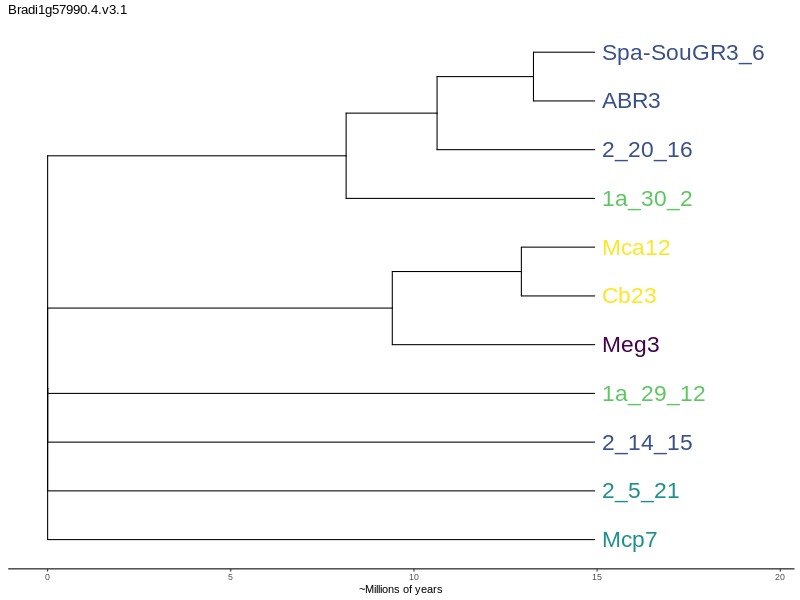 Bradi1g57990.4.v3.1
Spa-SouGR3_6
ABR3
2_20_16
1a_30_2
Mca12
Cb23
Meg3
1a_29_12
2_14_15
2_5_21
Mcp7
0 5 10 15 20
~Millions of years